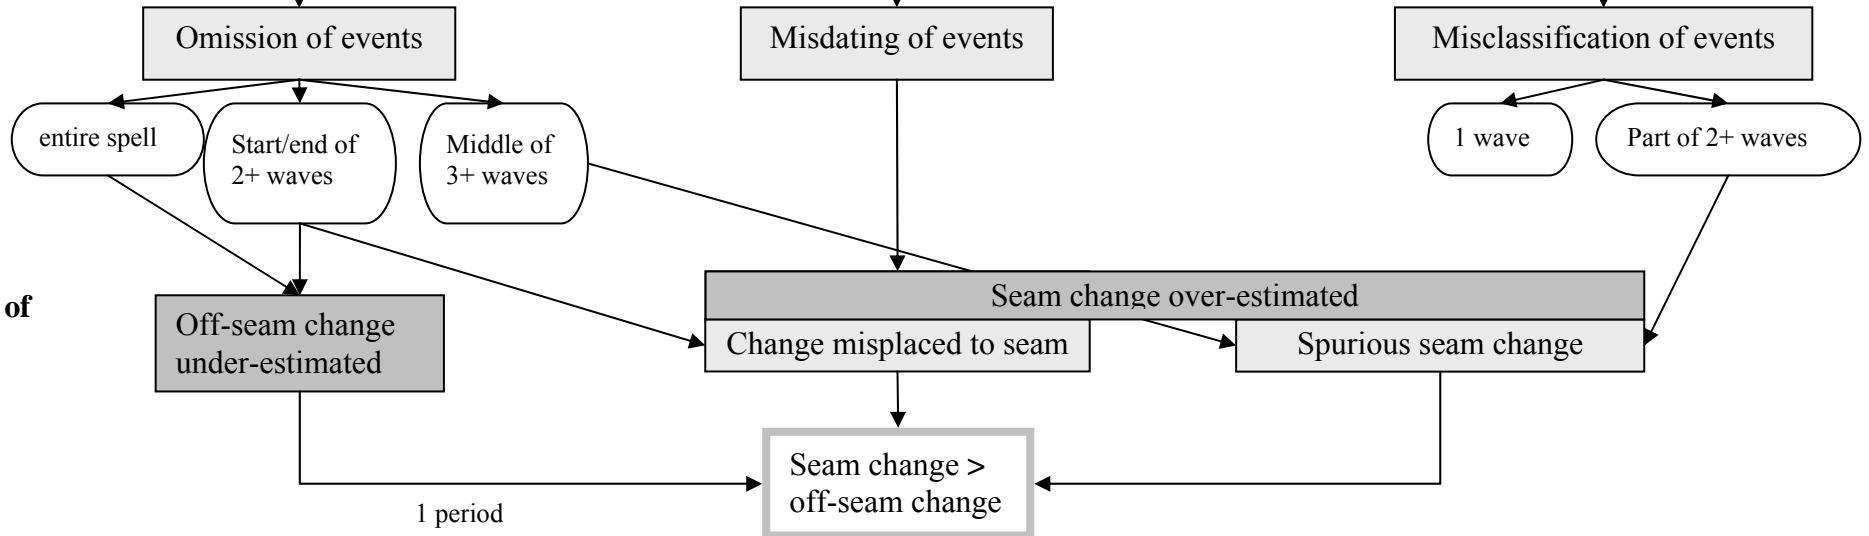 Omission of events
Misdating of events
Misclassification of events
entire spell
Start/end of
2+ waves
Middle of
3+ waves
1 wave
Part of 2+ waves
of
Off-seam change
under-estimated
Seam change over-estimated
Change misplaced to seam
Spurious seam change
Seam change >
off-seam change
1 period